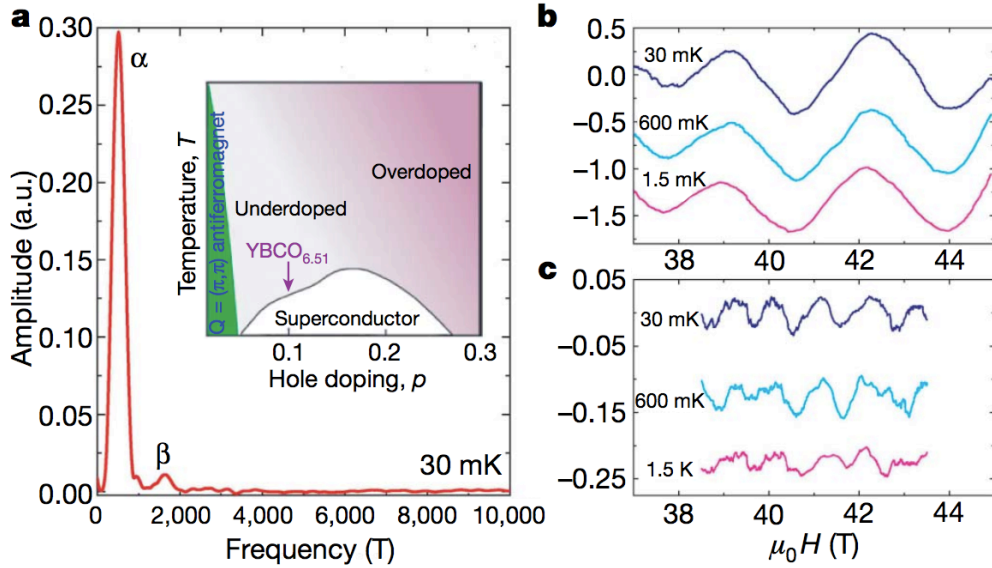 a
Amplitude (a.u.)
0.30
0.25
0.20
0.15
0.10
0.05
0.00
α
β
30 mK
0
2,000
4,000
6,000
8,000
10,000
Frequency (T)
Temperature, T
Q = (π,π) antiferromagnet
Underdoped
Overdoped
YBCO6.51
Superconductor
0.1
0.2
0.3
Hole doping, p
b
0.5
0.0
−0.5
−1.0
−1.5
30 mK
600 mK
1.5 mK
38
40
42
44
c
0.05
−0.05
−0.15
−0.25
30 mK
600 mK
1.5 K
38
40
42
44
μ0H (T)